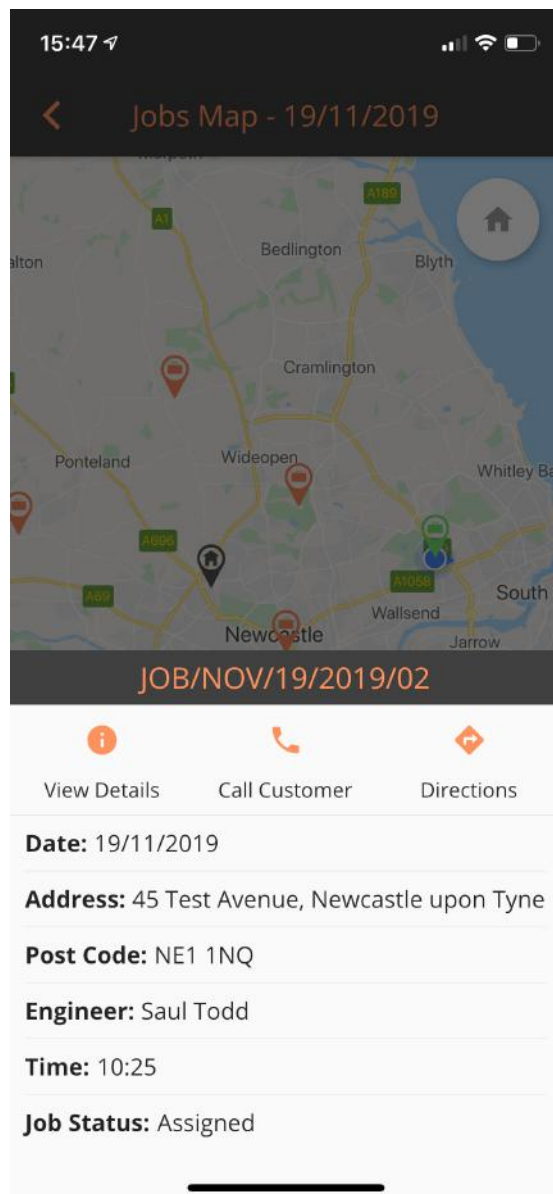 15:47
Jobs Map - 19/11/2019
A189
A1
Bedlington
Blyth
alton
Cramlington
Ponteland
Wideopen
Whitley Ba
A696
A69
A1058
South
Wallsend
Newcastle
Jarrow
JOB/NOV/19/2019/02
View Details
Call Customer
Directions
Date: 19/11/2019
Address: 45 Test Avenue, Newcastle upon Tyne
Post Code: NE1 1NQ
Engineer: Saul Todd
Time: 10:25
Job Status: Assigned